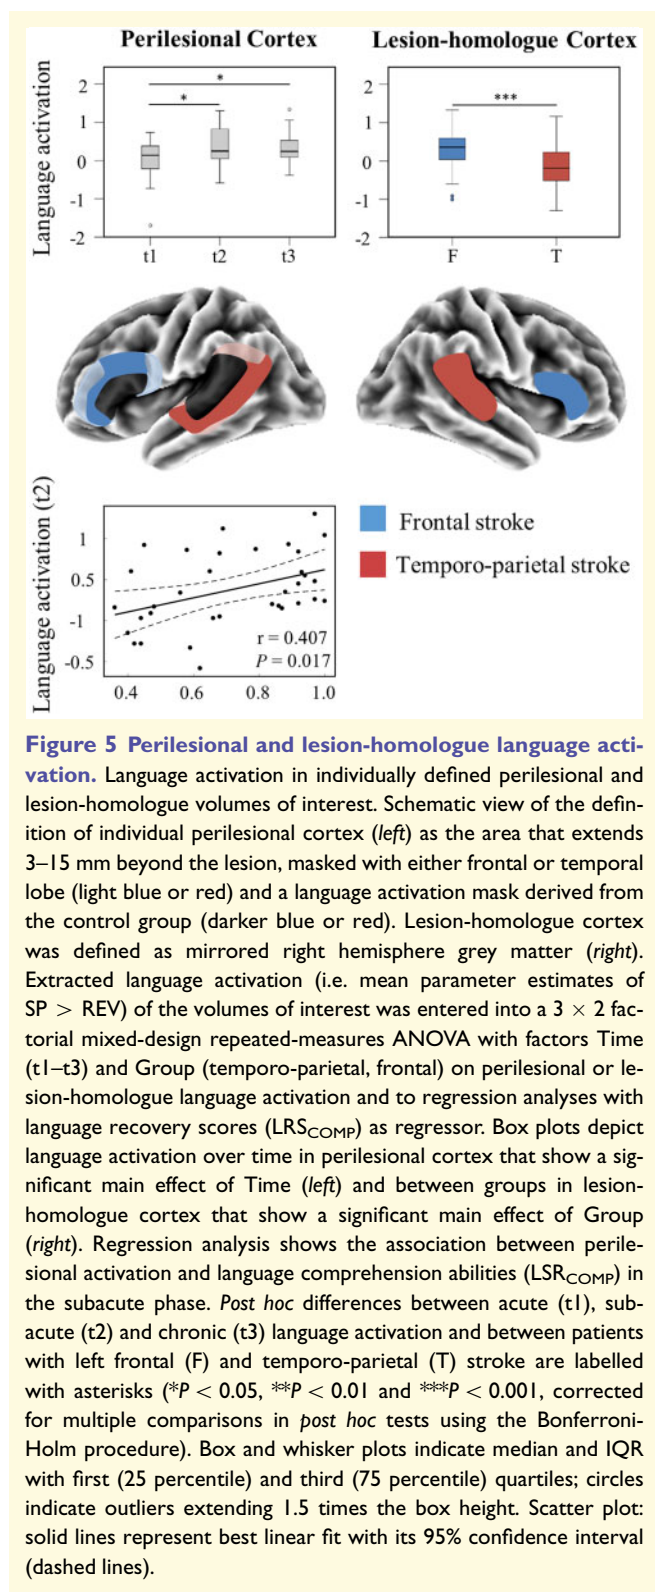 Perilesional Cortex
Lesion-homologue Cortex
Language activation
2
1
0
-1
-2
*
*
t1
t2
t3
2
1
0
-1
-2
***
F
T
Language activation (t2)
1
0.5
-1
-0.5
r = 0.407
P = 0.017
0.4
0.6
0.8
1.0
Frontal stroke
Temporo-parietal stroke
Figure 5 Perilesional and lesion-homologue language acti-
vation. Language activation in individually defined perilesional and
lesion-homologue volumes of interest. Schematic view of the defin-
ition of individual perilesional cortex (left) as the area that extends
3–15 mm beyond the lesion, masked with either frontal or temporal
lobe (light blue or red) and a language activation mask derived from
the control group (darker blue or red). Lesion-homologue cortex
was defined as mirrored right hemisphere grey matter (right).
Extracted language activation (i.e. mean parameter estimates of
SP > REV) of the volumes of interest was entered into a 3 × 2 fac-
torial mixed-design repeated-measures ANOVA with factors Time
(t1–t3) and Group (temporo-parietal, frontal) on perilesional or le-
sion-homologue language activation and to regression analyses with
language recovery scores (LRSCOMP) as regressor. Box plots depict
language activation over time in perilesional cortex that show a sig-
nificant main effect of Time (left) and between groups in lesion-
homologue cortex that show a significant main effect of Group
(right). Regression analysis shows the association between perile-
sional activation and language comprehension abilities (LSRCOMP) in
the subacute phase. Post hoc differences between acute (t1), sub-
acute (t2) and chronic (t3) language activation and between patients
with left frontal (F) and temporo-parietal (T) stroke are labelled
with asterisks (*P < 0.05, **P < 0.01 and ***P < 0.001, corrected
for multiple comparisons in post hoc tests using the Bonferroni-
Holm procedure). Box and whisker plots indicate median and IQR
with first (25 percentile) and third (75 percentile) quartiles; circles
indicate outliers extending 1.5 times the box height. Scatter plot:
solid lines represent best linear fit with its 95% confidence interval
(dashed lines).